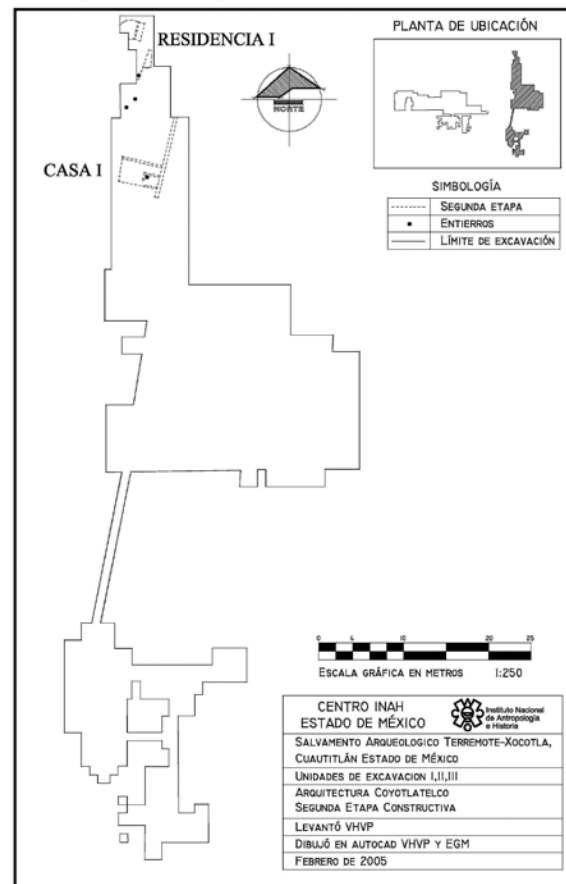 RESIDENCIA I
CASA I
NORTE
PLANTA DE UBICACIÓN
SIMBOLOGÍA
SEGUNDA ETAPA
ENTIERROS
LÍMITE DE EXCAVACIÓN
0 5 10 20 25
ESCALA GRÁFICA EN METROS 1:250
CENTRO INAH
ESTADO DE MÉXICO
Instituto Nacional
de Antropología
e Historia
SALVAMENTO ARQUEOLOGICO TERREMOTE-XOCOTLA,
CUAUTITLÁN ESTADO DE MÉXICO
UNIDADES DE EXCAVACION I,II,III
ARQUITECTURA COYOTLATELCO
SEGUNDA ETAPA CONSTRUCTIVA
LEVANTÓ VHVP
DIBUJÓ EN AUTOCAD VHVP Y EGM
FEBRERO DE 2005